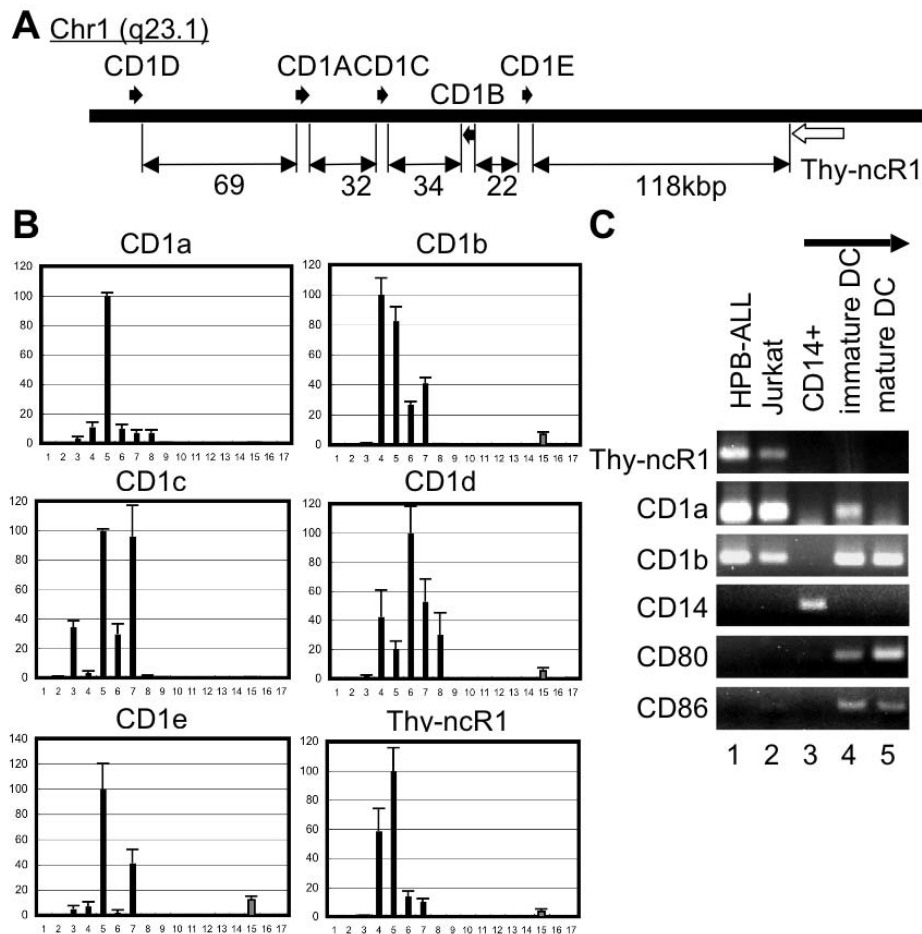 A Chr1 (q23.1)
CD1D CD1A CD1C CD1B CD1E
69 32 34 22 118kbp Thy-ncR1
B
CD1a
120
100
80
60
40
20
0
1 2 3 4 5 6 7 8 9 10 11 12 13 14 15 16 17
CD1b
120
100
80
60
40
20
0
1 2 3 4 5 6 7 8 9 10 11 12 13 14 15 16 17
CD1c
120
100
80
60
40
20
0
1 2 3 4 5 6 7 8 9 10 11 12 13 14 15 16 17
CD1d
120
100
80
60
40
20
0
1 2 3 4 5 6 7 8 9 10 11 12 13 14 15 16 17
CD1e
140
120
100
80
60
40
20
0
1 2 3 4 5 6 7 8 9 10 11 12 13 14 15 16 17
Thy-ncR1
120
100
80
60
40
20
0
1 2 3 4 5 6 7 8 9 10 11 12 13 14 15 16 17
C
HPB-ALL
Jurkat
CD14+
immature DC
mature DC
Thy-ncR1
CD1a
CD1b
CD14
CD80
CD86
1 2 3 4 5